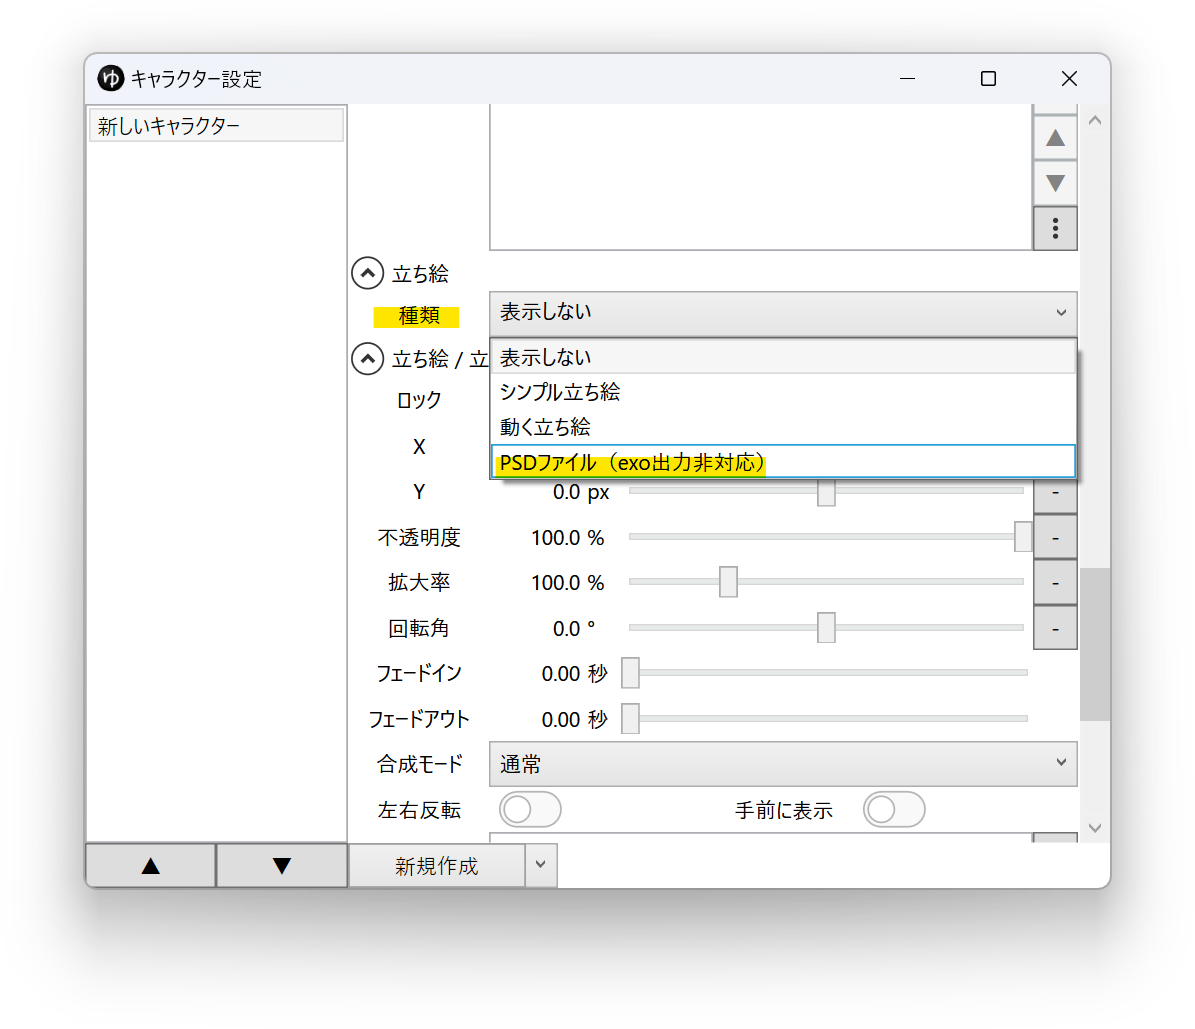 ゆ キャラクター設定
新しいキャラクター
立ち絵
種類 表示しない
立ち絵 / 立
表示しない
シンプル立ち絵
動く立ち絵
PSDファイル（exo出力非対応）
ロック
X
Y 0.0 px -
不透明度 100.0 % -
拡大率 100.0 % -
回転角 0.0 ° -
フェードイン 0.00 秒
フェードアウト 0.00 秒
合成モード 通常
左右反転 手前に表示
▲ ▼ 新規作成